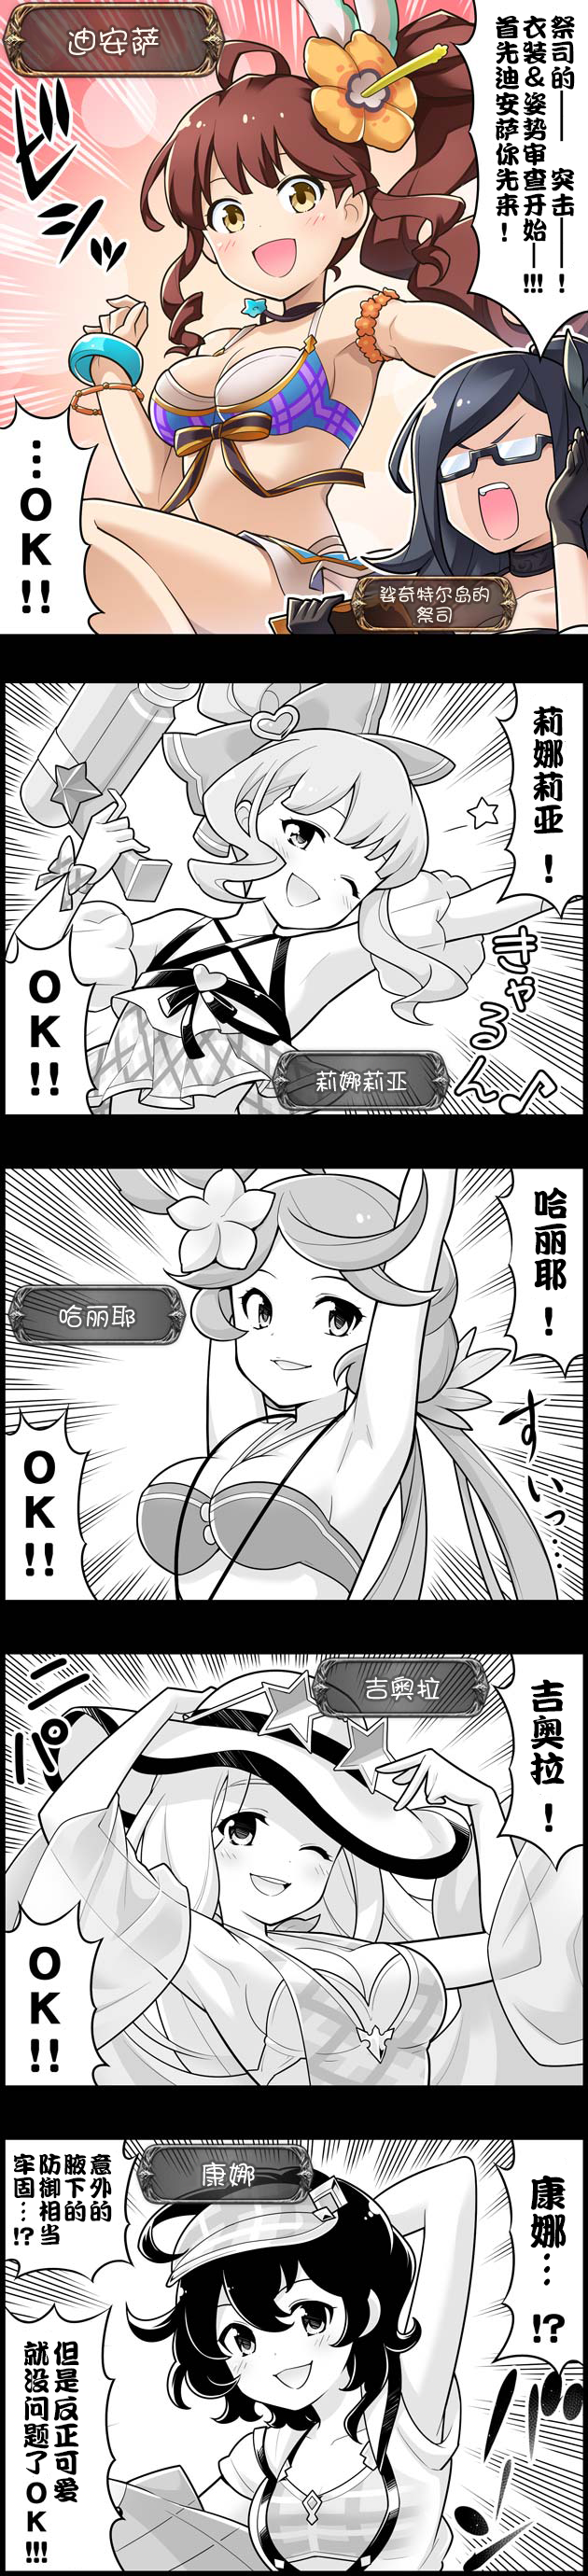 迪安萨
祭司的——　突击——！
衣装＆姿势审查开始—!!!
首先迪安萨你先来！
ビシッ
…OK!!
娑奇特尔岛的
祭司
莉娜莉亚！
きゃるん♪
OK!!
莉娜莉亚
哈丽耶！
哈丽耶
すいっ…
OK!!
吉奥拉
吉奥拉！
ニパ
OK!!
康娜
康娜…!?
意外的
腋下的
防御相当
牢固…!?
バーン
但是反正可爱
就没问题了OK!!!